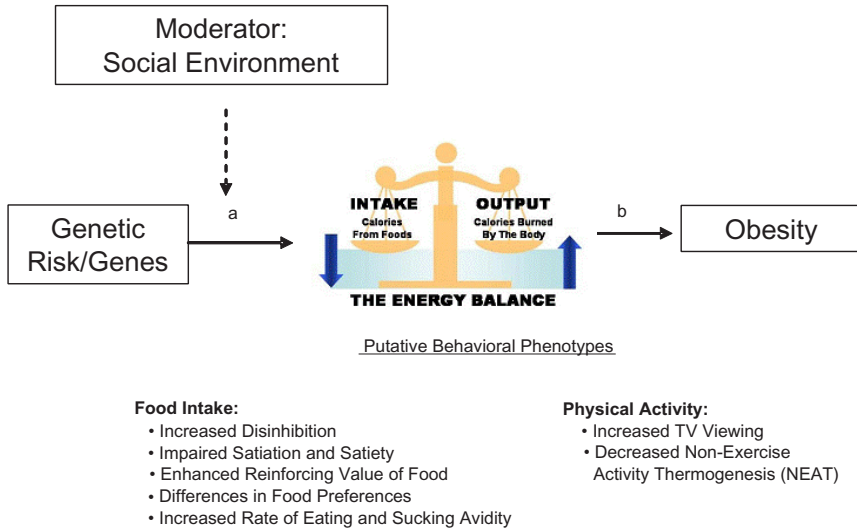 Moderator:
Social Environment
a
b
Genetic
Risk/Genes
INTAKE
Calories
From Foods
OUTPUT
Calories Burned
By The Body
Obesity
THE ENERGY BALANCE
Putative Behavioral Phenotypes
Food Intake:
• Increased Disinhibition
• Impaired Satiation and Satiety
• Enhanced Reinforcing Value of Food
• Differences in Food Preferences
• Increased Rate of Eating and Sucking Avidity
Physical Activity:
• Increased TV Viewing
• Decreased Non-Exercise
Activity Thermogenesis (NEAT)